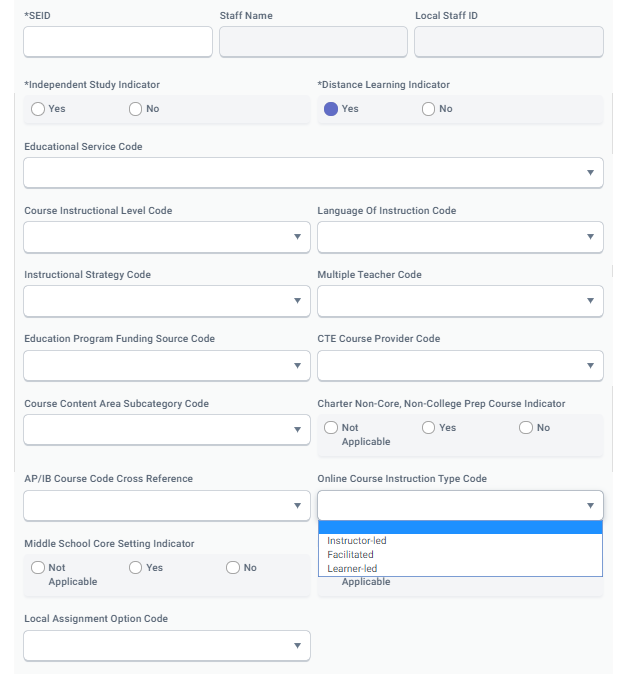 *SEID
Staff Name
Local Staff ID
*Independent Study Indicator
*Distance Learning Indicator
Yes
No
Yes
No
Educational Service Code
Course Instructional Level Code
Language Of Instruction Code
Instructional Strategy Code
Multiple Teacher Code
Education Program Funding Source Code
CTE Course Provider Code
Course Content Area Subcategory Code
Charter Non-Core, Non-College Prep Course Indicator
Not
Applicable
Yes
No
AP/IB Course Code Cross Reference
Online Course Instruction Type Code
Instructor-led
Facilitated
Learner-led
Middle School Core Setting Indicator
Not
Applicable
Yes
No
Applicable
Local Assignment Option Code